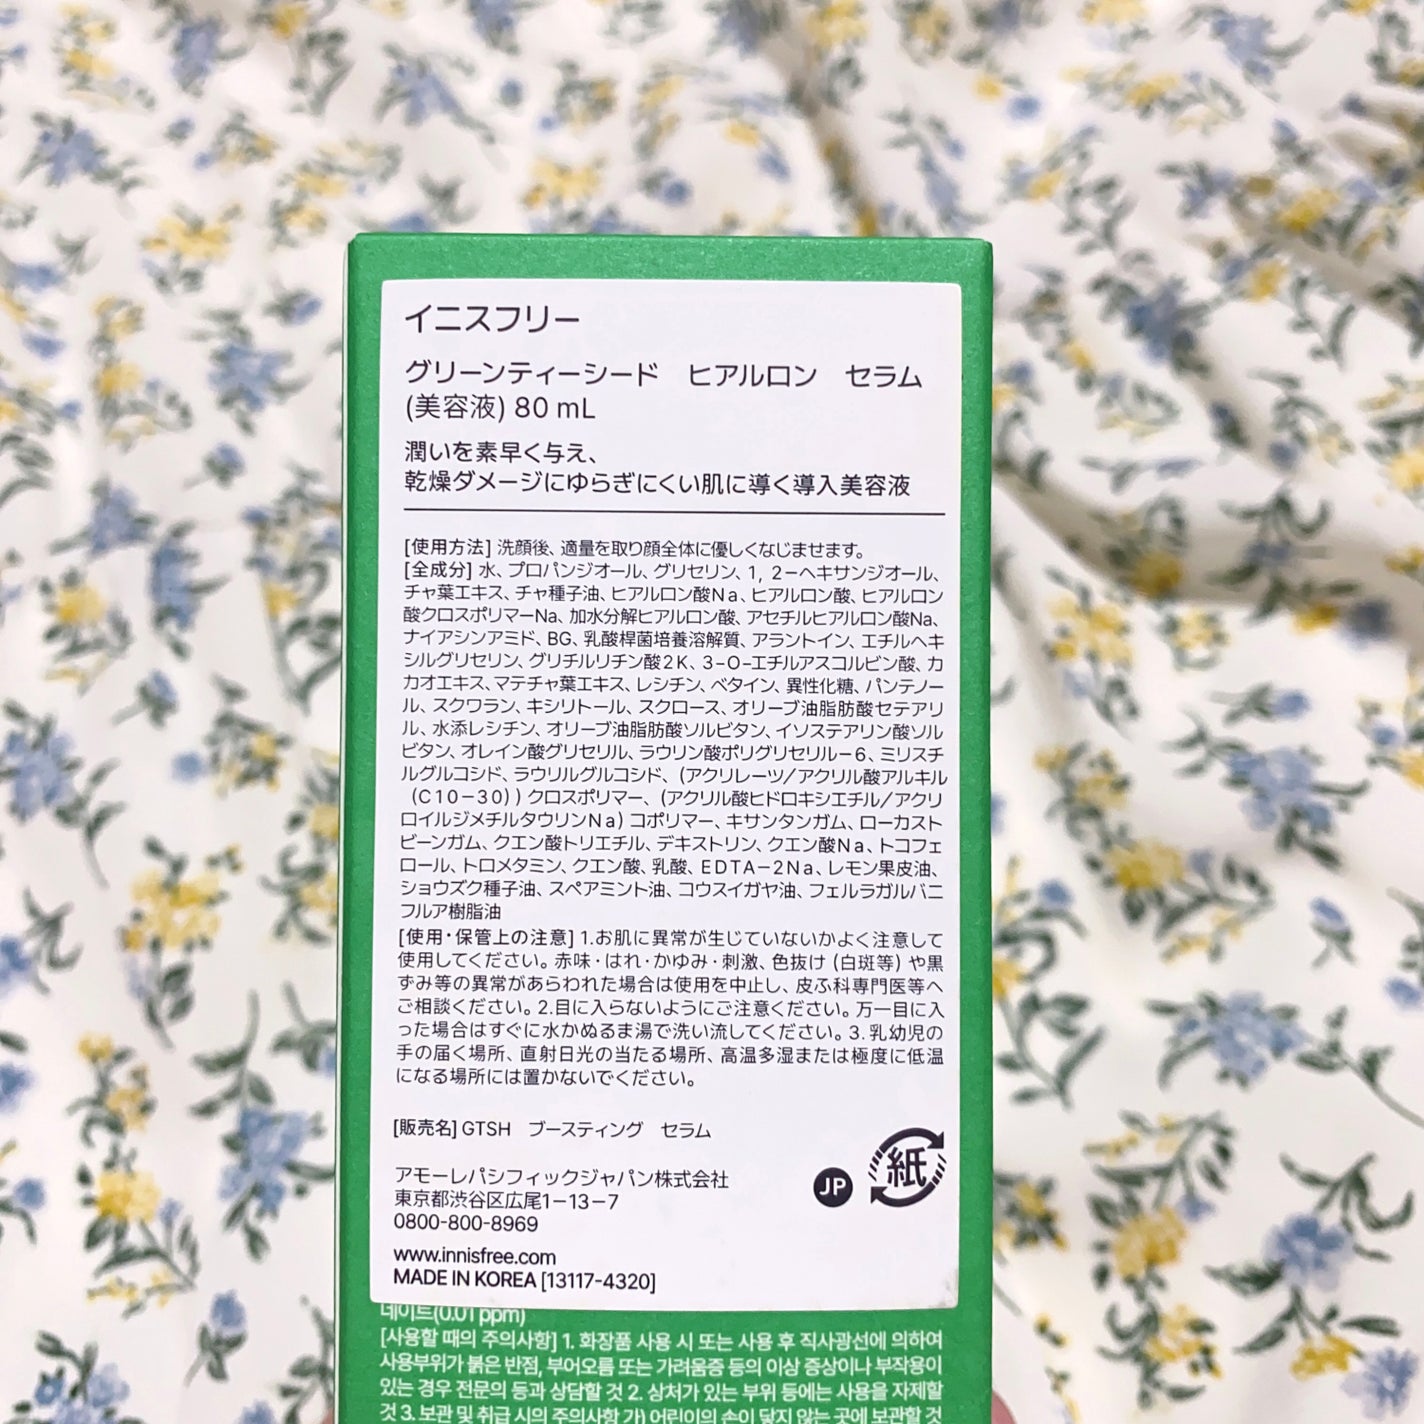 イニスフリー
グリーンティーシード　ヒアルロン　セラム
(美容液) 80 mL
潤いを素早く与え、
乾燥ダメージにゆらぎにくい肌に導く導入美容液
[使用方法] 洗顔後、適量を取り顔全体に優しくなじませます。
[全成分] 水、プロパンジオール、グリセリン、1, 2－ヘキサンジオール、
チャ葉エキス、チャ種子油、ヒアルロン酸Na、ヒアルロン酸、ヒアルロン
酸クロスポリマーNa、加水分解ヒアルロン酸、アセチルヒアルロン酸Na、
ナイアシンアミド、BG、乳酸桿菌培養溶解質、アラントイン、エチルヘキ
シルグリセリン、グリチルリチン酸2K、3－O－エチルアスコルビン酸、カ
カオエキス、マテチャ葉エキス、レシチン、ベタイン、異性化糖、パンテノー
ル、スクワラン、キシリトール、スクロース、オリーブ油脂肪酸セテアリ
ル、水添レシチン、オリーブ油脂肪酸ソルビタン、イソステアリン酸ソル
ビタン、オレイン酸グリセリル、ラウリン酸ポリグリセリル－6、ミリスチ
ルグルコシド、ラウリルグルコシド、(アクリレーツ／アクリル酸アルキル
(C10－30)) クロスポリマー、(アクリル酸ヒドロキシエチル／アクリ
ロイルジメチルタウリンNa) コポリマー、キサンタンガム、ローカスト
ビーンガム、クエン酸トリエチル、デキストリン、クエン酸Na、トコフェ
ロール、トロメタミン、クエン酸、乳酸、EDTA－2Na、レモン果皮油、
ショウズク種子油、スペアミント油、コウスイガヤ油、フェルラガルバニ
フルア樹脂油
[使用・保管上の注意] 1.お肌に異常が生じていないかよく注意して
使用してください。赤味・はれ・かゆみ・刺激、色抜け (白斑等) や黒
ずみ等の異常があらわれた場合は使用を中止し、皮ふ科専門医等へ
ご相談ください。2.目に入らないようにご注意ください。万一目に入
った場合はすぐに水かぬるま湯で洗い流してください。3. 乳幼児の
手の届く場所、直射日光の当たる場所、高温多湿または極度に低温
になる場所には置かないでください。
[販売名] GTSH　ブースティング　セラム
アモーレパシフィックジャパン株式会社
東京都渋谷区広尾1－13－7
0800-800-8969
JP
紙
www.innisfree.com
MADE IN KOREA [13117-4320]
네이트(0.01 ppm)
[사용할 때의 주의사항] 1. 화장품 사용 시 또는 사용 후 직사광선에 의하여
사용부위가 붉은 반점, 부어오름 또는 가려움증 등의 이상 증상이나 부작용이
있는 경우 전문의 등과 상담할 것 2. 상처가 있는 부위 등에는 사용을 자제할
것 3. 보관 및 취급 시의 주의사항 가) 어린이의 손이 닿지 않는 곳에 보관할 것